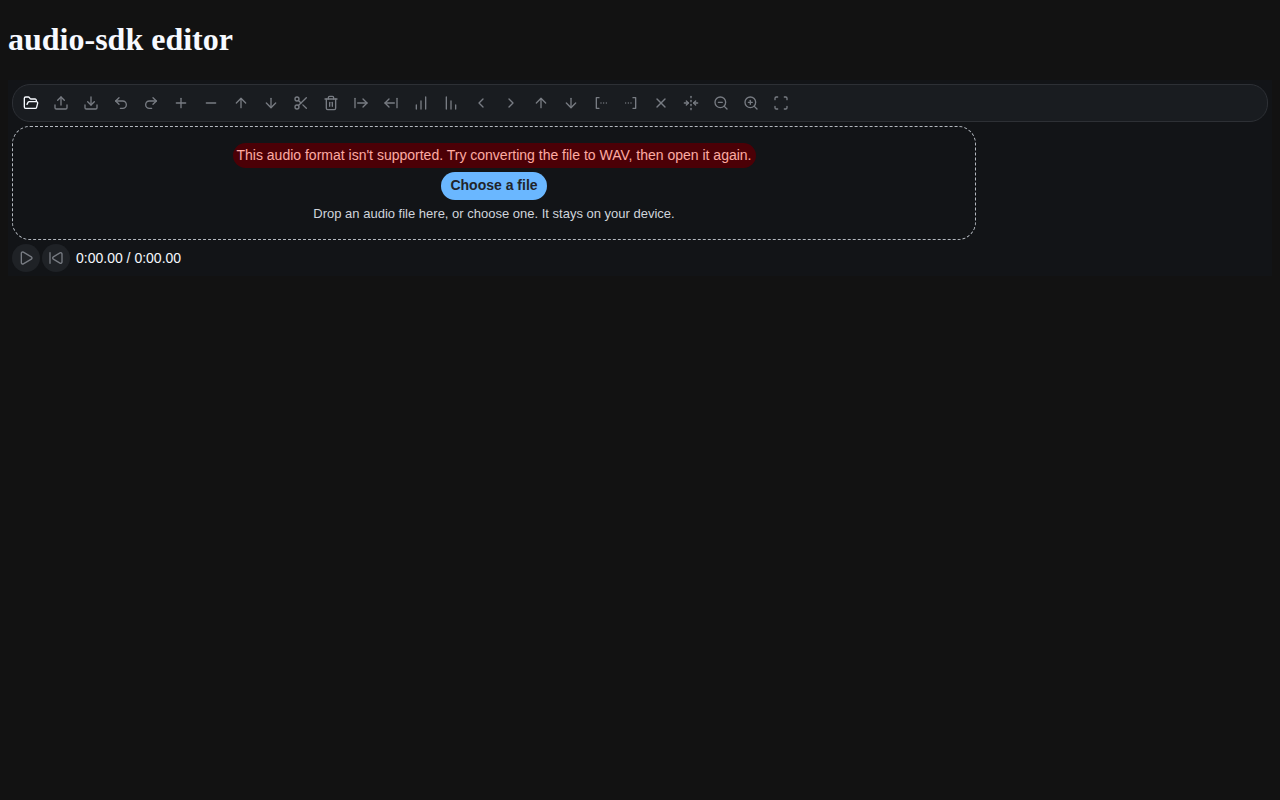 audio-sdk editor
This audio format isn't supported. Try converting the file to WAV, then open it again.
Choose a file
Drop an audio file here, or choose one. It stays on your device.
0:00.00 / 0:00.00